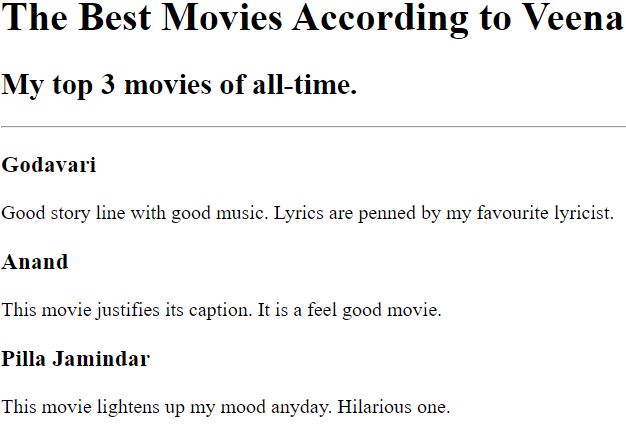 The Best Movies According to Veena
My top 3 movies of all-time.
Godavari
Good story line with good music. Lyrics are penned by my favourite lyricist.
Anand
This movie justifies its caption. It is a feel good movie.
Pilla Jamindar
This movie lightens up my mood anyday. Hilarious one.